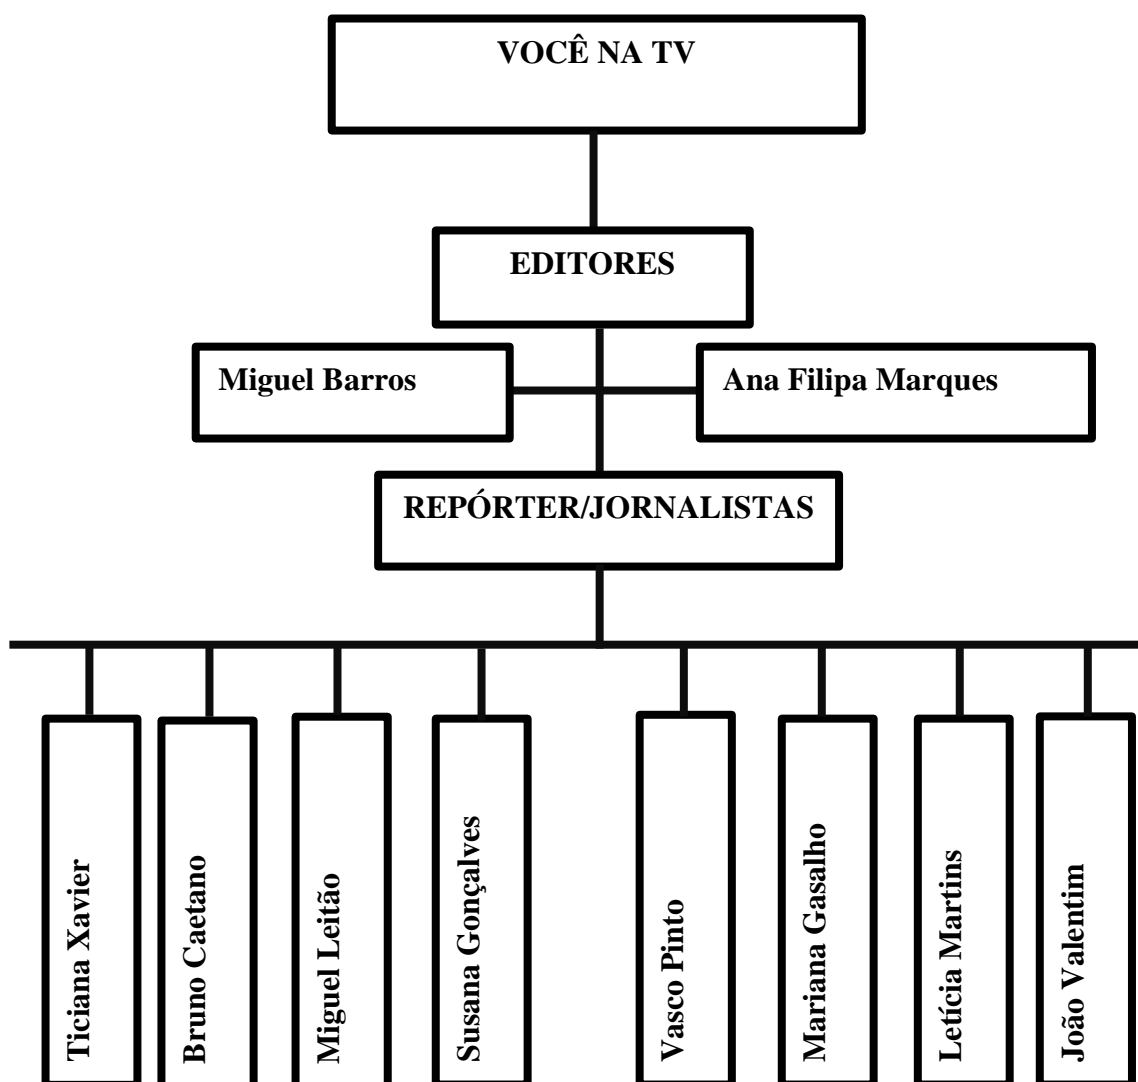 VOCÊ NA TV
EDITORES
Miguel Barros
Ana Filipa Marques
REPÓRTER/JORNALISTAS
Ticiana Xavier
Bruno Caetano
Miguel Leitão
Susana Gonçalves
Vasco Pinto
Mariana Gasalho
Letícia Martins
João Valentim